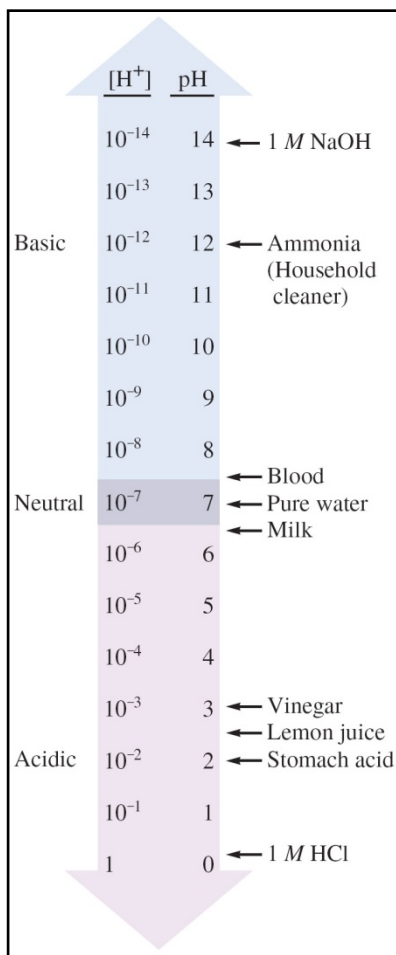 [H⁺] pH
10⁻¹⁴ 14 1 M NaOH
10⁻¹³ 13
Basic 10⁻¹² 12 Ammonia
(Household
cleaner)
10⁻¹¹ 11
10⁻¹⁰ 10
10⁻⁹ 9
10⁻⁸ 8
Blood
Neutral 10⁻⁷ 7 Pure water
Milk
10⁻⁶ 6
10⁻⁵ 5
10⁻⁴ 4
10⁻³ 3 Vinegar
Lemon juice
Acidic 10⁻² 2 Stomach acid
10⁻¹ 1
1 0 1 M HCl